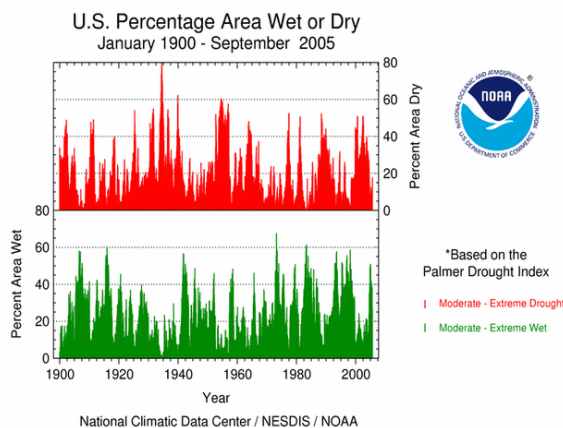 U.S. Percentage Area Wet or Dry
January 1900 - September 2005
80
60
40
20
0
Percent Area Dry
80
60
40
20
0
Percent Area Wet
1900 1920 1940 1960 1980 2000
Year
National Climatic Data Center / NESDIS / NOAA
NATIONAL OCEANIC AND ATMOSPHERIC ADMINISTRATION
NOAA
U.S. DEPARTMENT OF COMMERCE
®
*Based on the
Palmer Drought Index
Moderate - Extreme Drought
Moderate - Extreme Wet